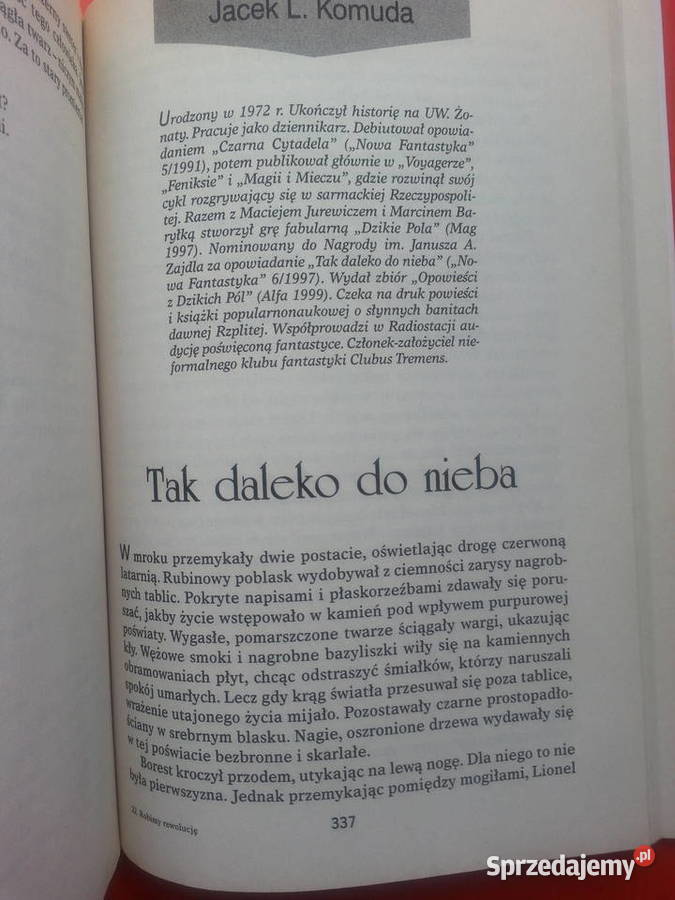 Jacek L. Komuda
Urodzony w 1972 r. Ukończył historię na UW. Żo-
naty. Pracuje jako dziennikarz. Debiutował opowia-
daniem „Czarna Cytadela” („Nowa Fantastyka”
5/1991), potem publikował głównie w „Voyagerze”,
„Feniksie” i „Magii i Mieczu”, gdzie rozwinął swój
cykl rozgrywający się w sarmackiej Rzeczypospoli-
tej. Razem z Maciejem Jurewiczem i Marcinem Ba-
ryłką stworzył grę fabularną „Dzikie Pola” (Mag
1997). Nominowany do Nagrody im. Janusza A.
Zajdla za opowiadanie „Tak daleko do nieba” („No-
wa Fantastyka” 6/1997). Wydał zbiór „Opowieści
z Dzikich Pól” (Alfa 1999). Czeka na druk powieści
i książki popularnonaukowej o słynnych banitach
dawnej Rzplitej. Współprowadzi w Radiostacji au-
dycję poświęconą fantastyce. Członek-założyciel nie-
formalnego klubu fantastyki Clubus Tremens.
Tak daleko do nieba
W mroku przemykały dwie postacie, oświetlając drogę czerwoną
latarnią. Rubinowy poblask wydobywał z ciemności zarysy nagrob-
nych tablic. Pokryte napisami i płaskorzeźbami zdawały się poru-
szać, jakby życie wstępowało w kamień pod wpływem purpurowej
poświaty. Wygasłe, pomarszczone twarze ściągały wargi, ukazując
kły. Wężowe smoki i nagrobne bazyliszki wiły się na kamiennych
obramowaniach płyt, chcąc odstraszyć śmiałków, którzy naruszali
spokój umarłych. Lecz gdy krąg światła przesuwał się poza tablice,
wrażenie utajonego życia mijało. Pozostawały czarne prostopadło-
ściany w srebrnym blasku. Nagie, oszronione drzewa wydawały się
w tej poświacie bezbronne i skarlałe.
Borest kroczył przodem, utykając na lewą nogę. Dla niego to nie
była pierwszyzna. Jednak przemykając pomiędzy mogiłami, Lionel
22 Robimy rewolucję
337
Sprzedajemy.pl